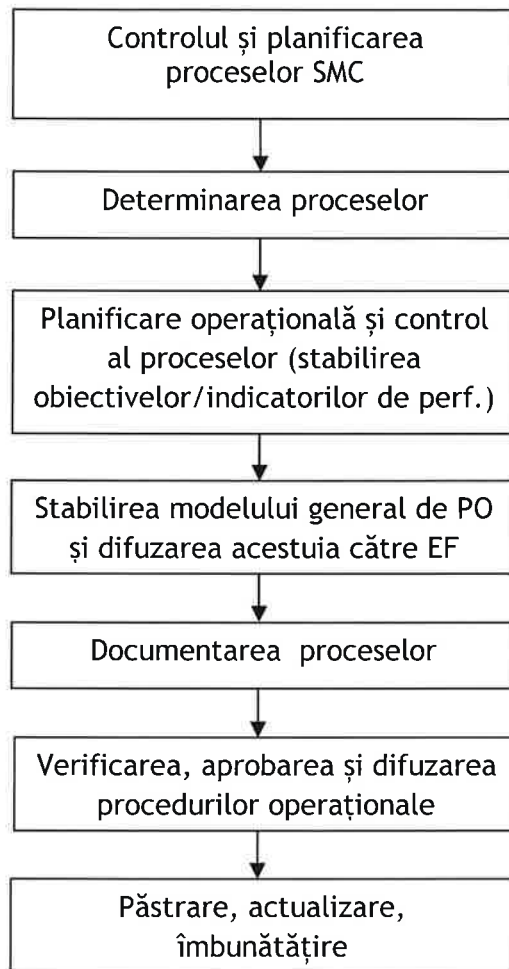 Controlul și planificarea
proceselor SMC
Determinarea proceselor
Planificare operațională și control
al proceselor (stabilirea
obiectivelor/indicatorilor de perf.)
Stabilirea modelului general de PO
și difuzarea acestuia către EF
Documentarea proceselor
Verificarea, aprobarea și difuzarea
procedurilor operaționale
Păstrare, actualizare,
îmbunătățire